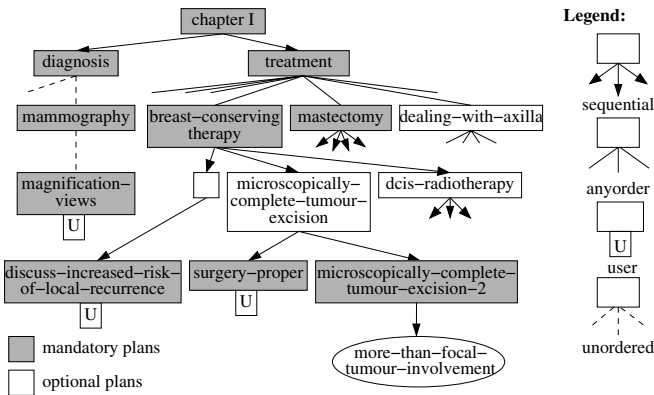 chapter I
Legend:
diagnosis
treatment
sequential
mammography
breast−conserving
therapy
mastectomy
dealing−with−axilla
magnification−
views
U
microscopically−
complete−tumour−
excision
dcis−radiotherapy
anyorder
U
user
discuss−increased−risk−
of−local−recurrence
U
surgery−proper
U
microscopically−complete−
tumour−excision−2
unordered
mandatory plans
optional plans
more−than−focal−
tumour−involvement